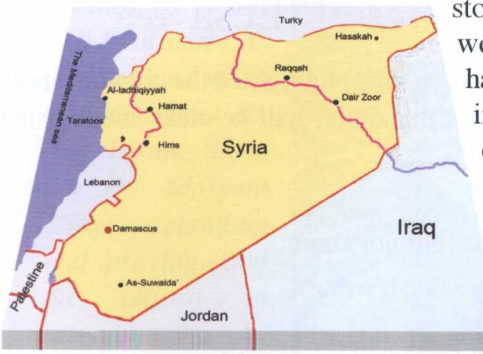 Turky
Hasakah
Raqqah
Dair Zoor
The Mediterranean sea
Al-ladhiqiyyah
Hamat
Taratoos
Hims
Syria
Lebanon
Damascus
Iraq
As-Suwaida'
Palestine
Jordan
sto
we
ha
i